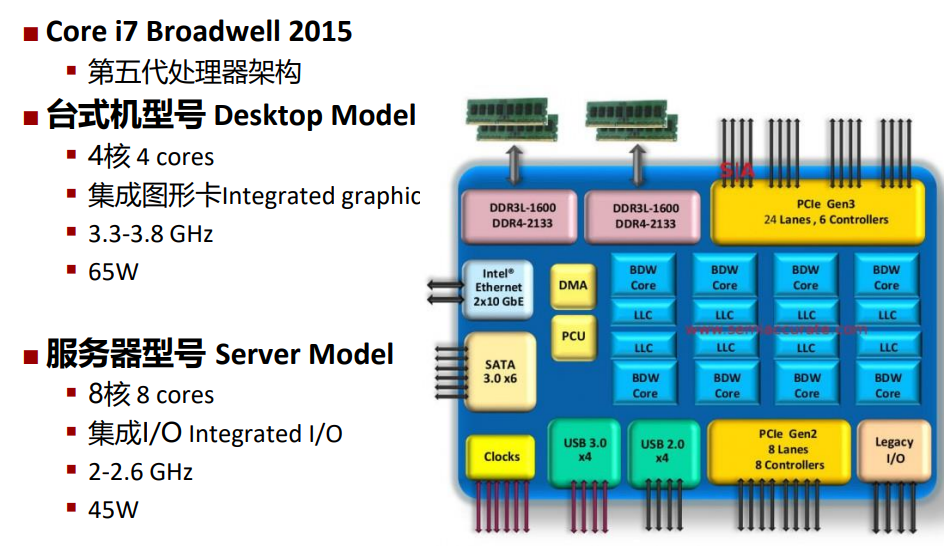 Core i7 Broadwell 2015
第五代处理器架构
台式机型号 Desktop Model
4核 4 cores
集成图形卡Integrated graphic
3.3-3.8 GHz
65W
服务器型号 Server Model
8核 8 cores
集成I/O Integrated I/O
2-2.6 GHz
45W
S|A
DDR3L-1600
DDR4-2133
DDR3L-1600
DDR4-2133
PCIe Gen3
24 Lanes , 6 Controllers
Intel®
Ethernet
2x10 GbE
DMA
PCU
BDW
Core
BDW
Core
BDW
Core
BDW
Core
LLC
LLC
LLC
LLC
www.semiaccurate.com
LLC
LLC
LLC
LLC
BDW
Core
BDW
Core
BDW
Core
BDW
Core
SATA
3.0 x6
Clocks
USB 3.0
x4
USB 2.0
x4
PCIe Gen2
8 Lanes
8 Controllers
Legacy
I/O